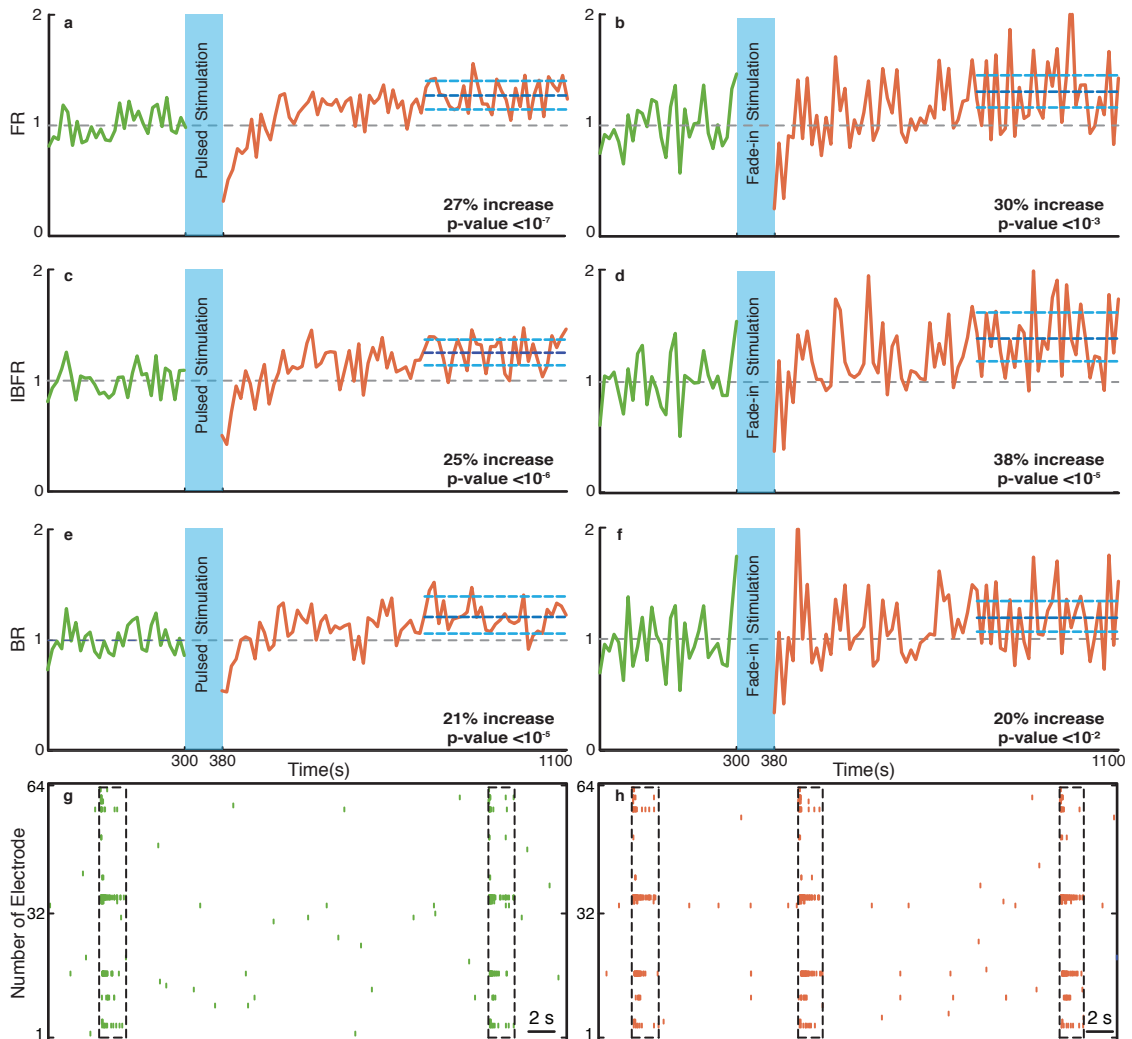 a
2
1
0
FR
Pulsed Stimulation
27% increase
p-value <10⁻⁷
b
2
1
0
Fade-in Stimulation
30% increase
p-value <10⁻³
c
2
1
0
IBFR
Pulsed Stimulation
25% increase
p-value <10⁻⁶
d
2
1
0
Fade-in Stimulation
38% increase
p-value <10⁻⁵
e
2
1
0
BR
Pulsed Stimulation
21% increase
p-value <10⁻⁵
300 380 1100
Time(s)
f
2
1
0
Fade-in Stimulation
20% increase
p-value <10⁻²
300 380 1100
Time(s)
g
64
32
1
Number of Electrode
2 s
h
64
32
1
2 s